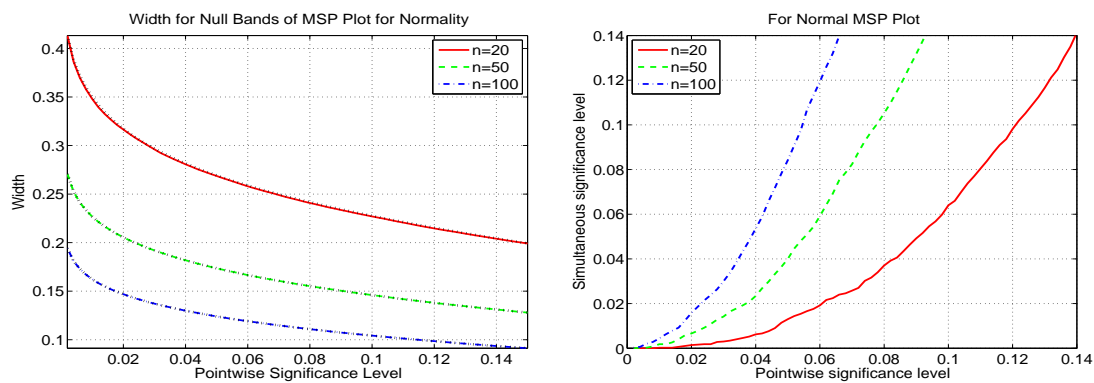 Width for Null Bands of MSP Plot for Normality
n=20
n=50
n=100
0.4
0.35
0.3
0.25
0.2
0.15
0.1
Width
0.02 0.04 0.06 0.08 0.1 0.12 0.14
Pointwise Significance Level
For Normal MSP Plot
n=20
n=50
n=100
0.14
0.12
0.1
0.08
0.06
0.04
0.02
0
Simultaneous significance level
0 0.02 0.04 0.06 0.08 0.1 0.12 0.14
Pointwise significance level